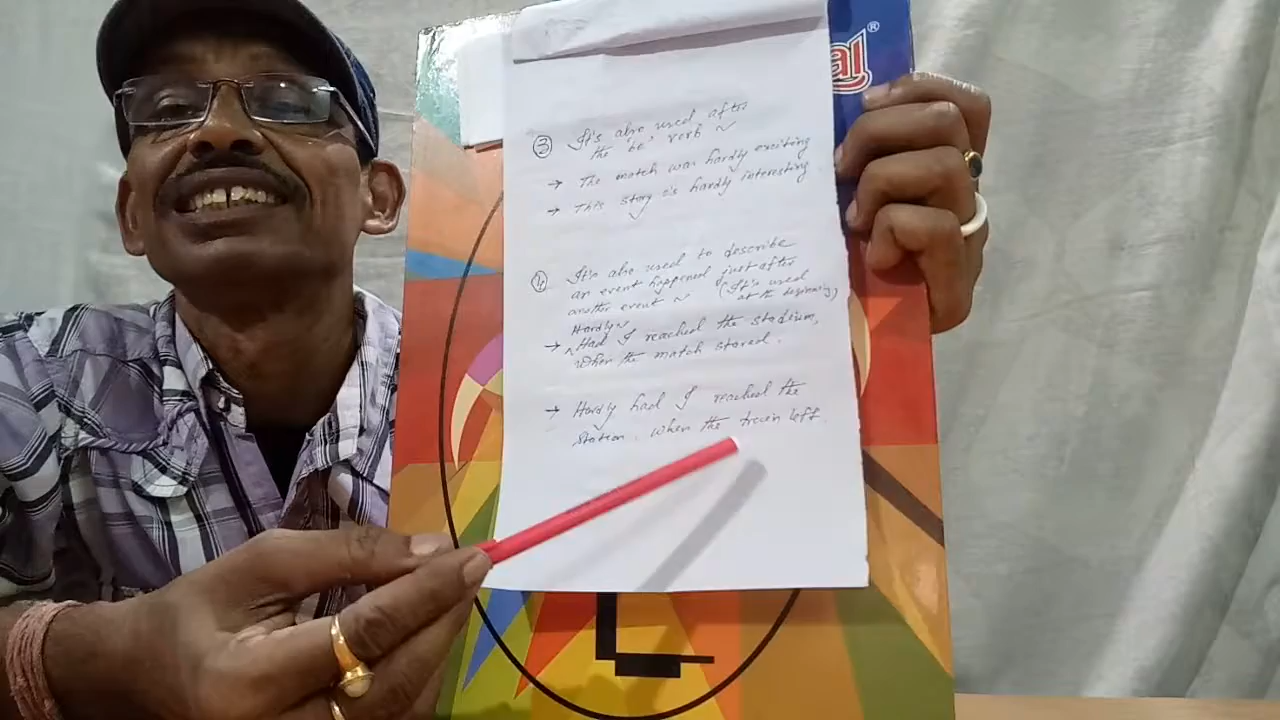 al ®
③ It's also used after
the 'be' verb ~
→ The match was hardly exciting
→ This story is hardly interesting
④ It's also used to describe
an event happened just after
another event ~ (It's used
at the beginning)
Hardly~
→ ^Had I reached the stadium,
when the match stared.
→ Hardly had I reached the
station, when the train left.